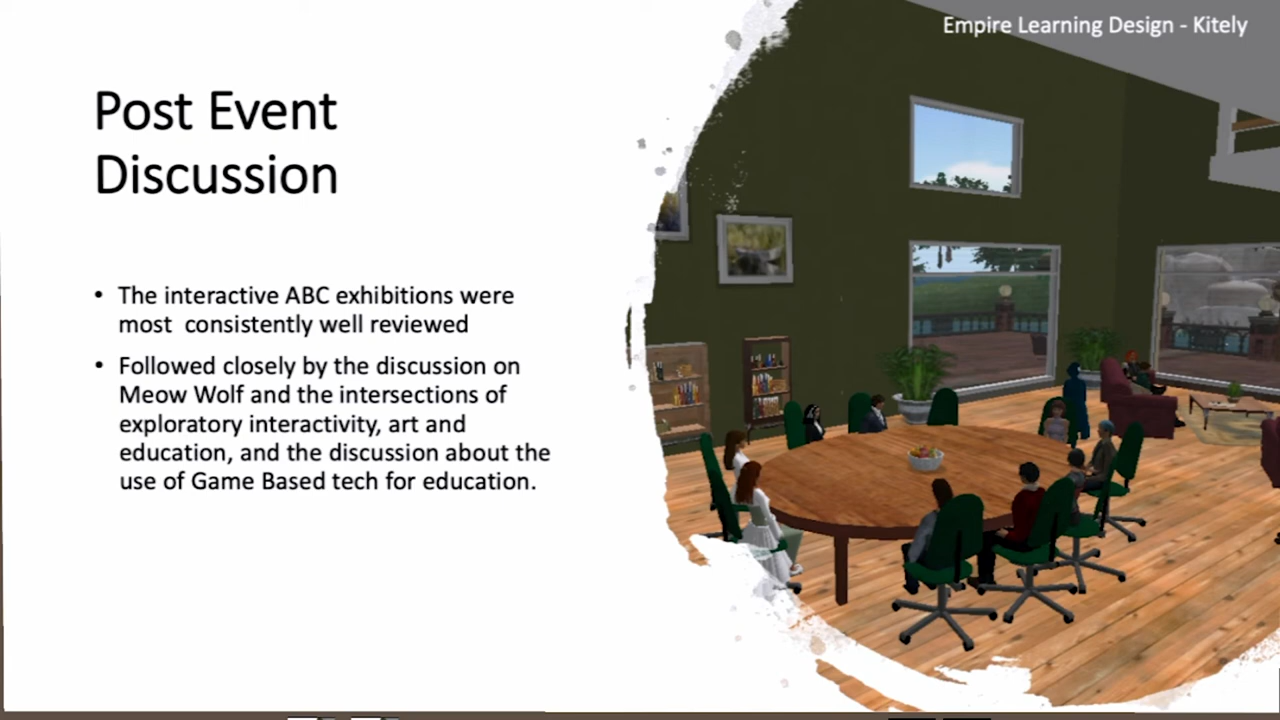 Empire Learning Design - Kitely
Post Event
Discussion
• The interactive ABC exhibitions were
most  consistently well reviewed
• Followed closely by the discussion on
Meow Wolf and the intersections of
exploratory interactivity, art and
education, and the discussion about the
use of Game Based tech for education.